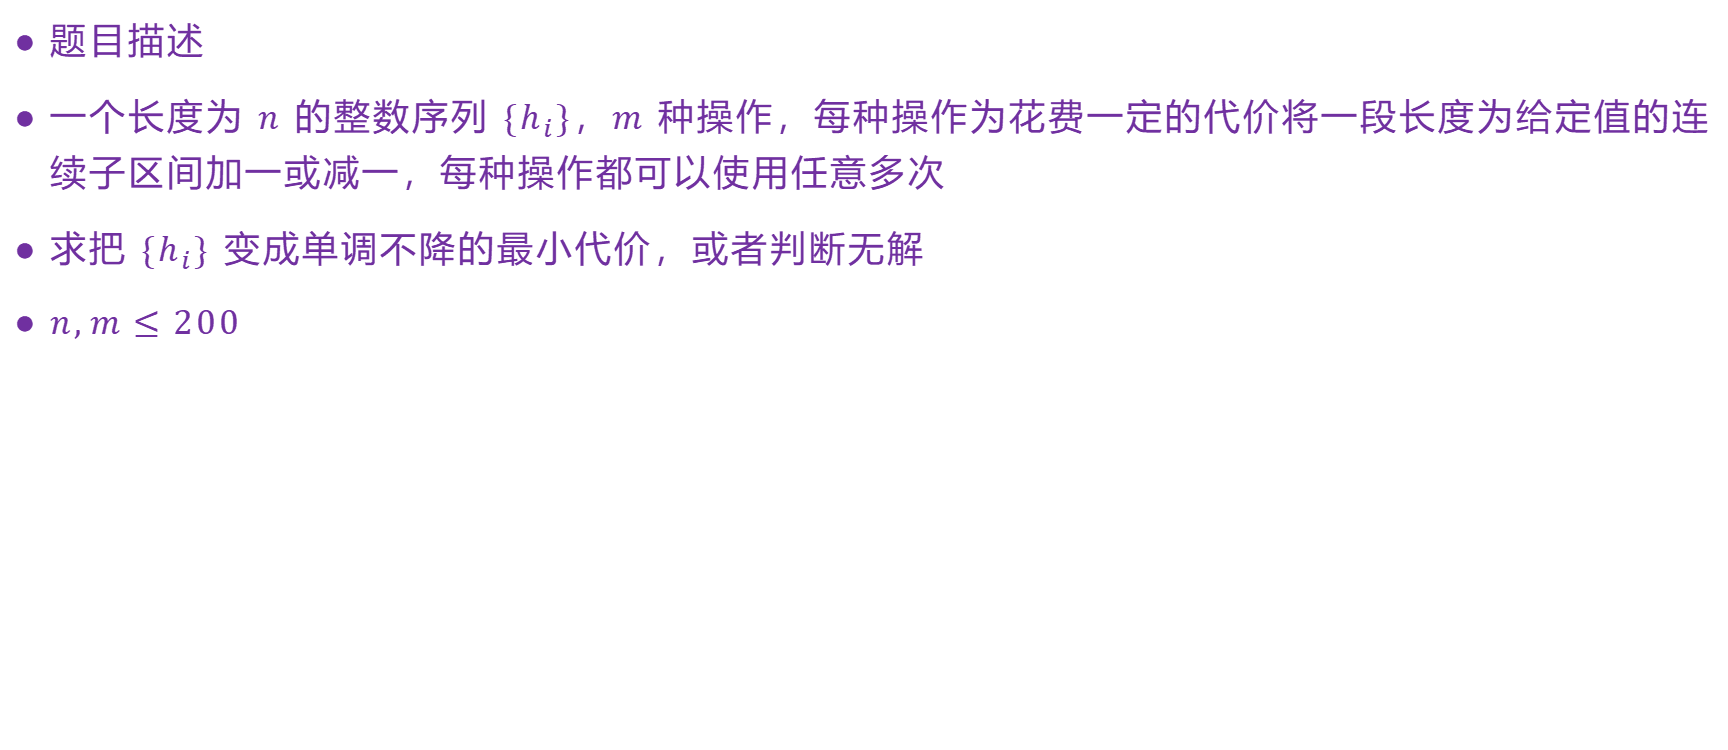 • 题目描述
• 一个长度为 n 的整数序列 {h_i}，m 种操作，每种操作为花费一定的代价将一段长度为给定值的连
续子区间加一或减一，每种操作都可以使用任意多次
• 求把 {h_i} 变成单调不降的最小代价，或者判断无解
• n, m ≤ 200